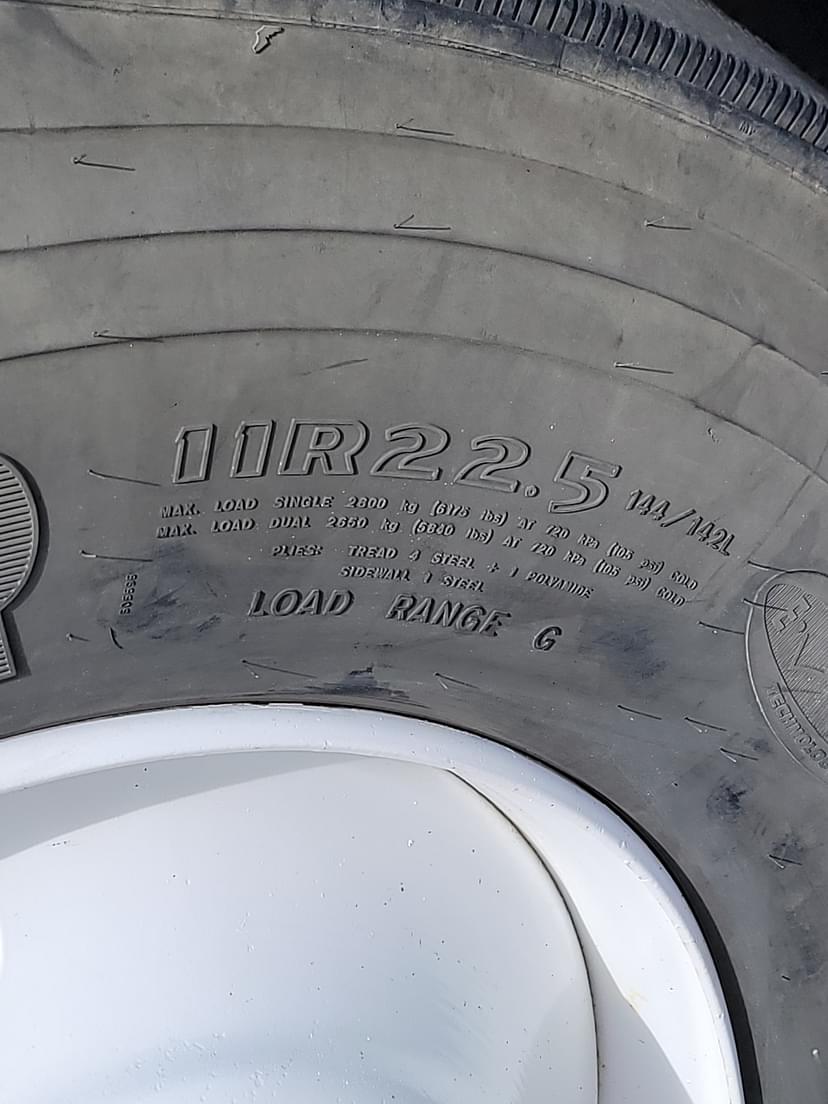 11R22.5 144/142L
MAX. LOAD SINGLE 2800 kg (6175 lbs) AT 720 kPa (105 psi) COLD
MAX. LOAD DUAL 2650 kg (5840 lbs) AT 720 kPa (105 psi) COLD
PLIES: TREAD 4 STEEL + 1 POLYAMIDE
SIDEWALL 1 STEEL
LOAD RANGE G